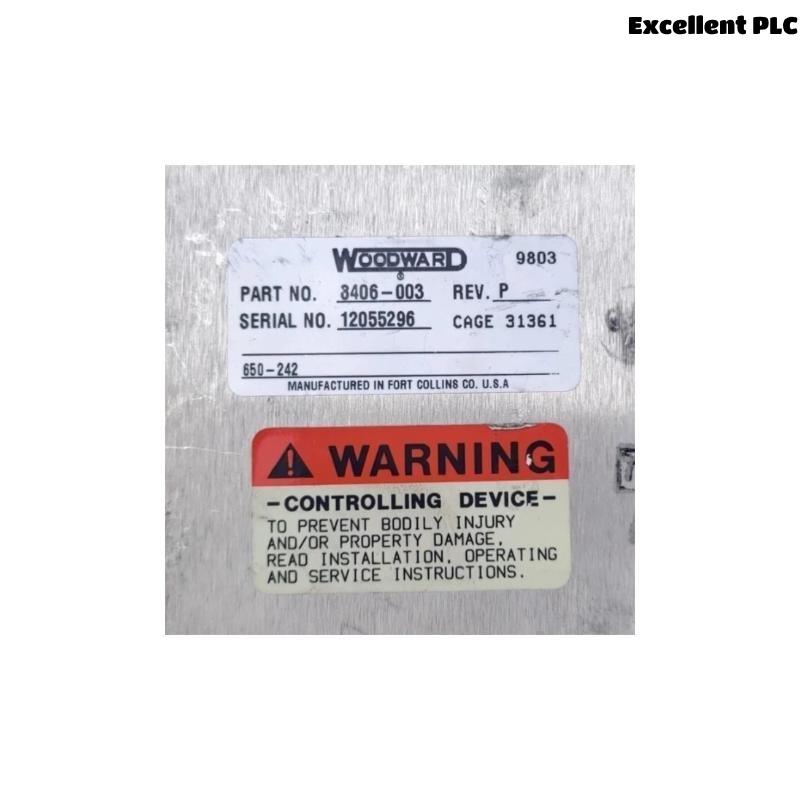 Excellent PLC
WOODWARD 9803
®
PART NO. 8406-003 REV. P
SERIAL NO. 12055296 CAGE 31361
650-242
MANUFACTURED IN FORT COLLINS CO. U.S.A
WARNING
-CONTROLLING DEVICE-
TO PREVENT BODILY INJURY
AND/OR PROPERTY DAMAGE,
READ INSTALLATION, OPERATING
AND SERVICE INSTRUCTIONS.